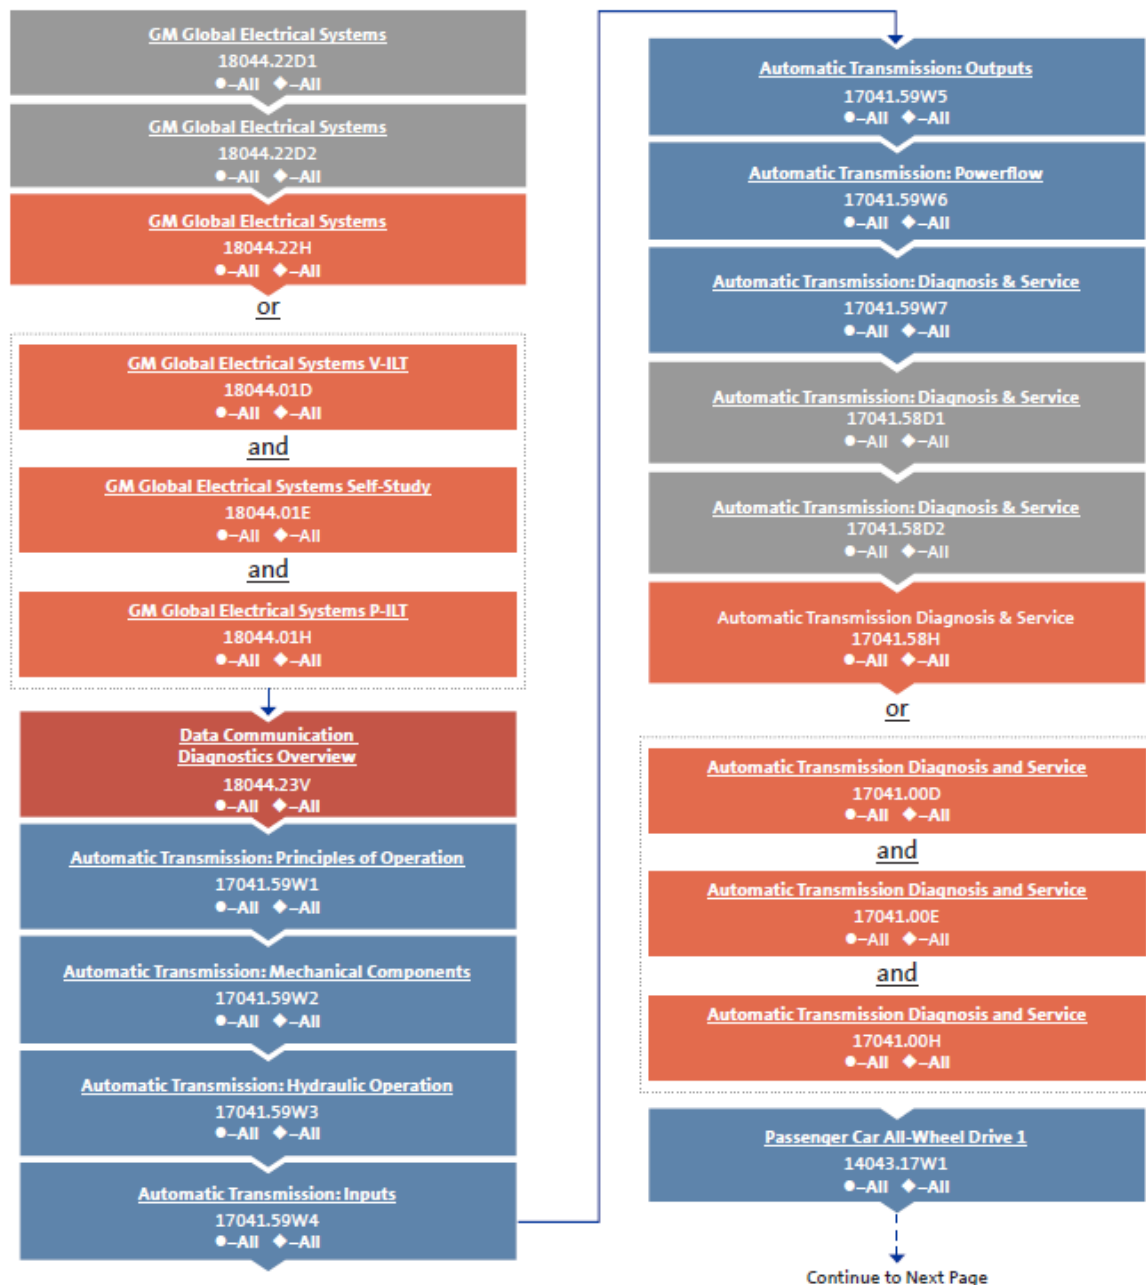 GM Global Electrical Systems
18044.22D1
●–All ◆–All
GM Global Electrical Systems
18044.22D2
●–All ◆–All
GM Global Electrical Systems
18044.22H
●–All ◆–All
or
GM Global Electrical Systems V-ILT
18044.01D
●–All ◆–All
and
GM Global Electrical Systems Self-Study
18044.01E
●–All ◆–All
and
GM Global Electrical Systems P-ILT
18044.01H
●–All ◆–All
Data Communication
Diagnostics Overview
18044.23V
●–All ◆–All
Automatic Transmission: Principles of Operation
17041.59W1
●–All ◆–All
Automatic Transmission: Mechanical Components
17041.59W2
●–All ◆–All
Automatic Transmission: Hydraulic Operation
17041.59W3
●–All ◆–All
Automatic Transmission: Inputs
17041.59W4
●–All ◆–All
Automatic Transmission: Outputs
17041.59W5
●–All ◆–All
Automatic Transmission: Powerflow
17041.59W6
●–All ◆–All
Automatic Transmission: Diagnosis & Service
17041.59W7
●–All ◆–All
Automatic Transmission: Diagnosis & Service
17041.58D1
●–All ◆–All
Automatic Transmission: Diagnosis & Service
17041.58D2
●–All ◆–All
Automatic Transmission Diagnosis & Service
17041.58H
●–All ◆–All
or
Automatic Transmission Diagnosis and Service
17041.00D
●–All ◆–All
and
Automatic Transmission Diagnosis and Service
17041.00E
●–All ◆–All
and
Automatic Transmission Diagnosis and Service
17041.00H
●–All ◆–All
Passenger Car All-Wheel Drive 1
14043.17W1
●–All ◆–All
Continue to Next Page